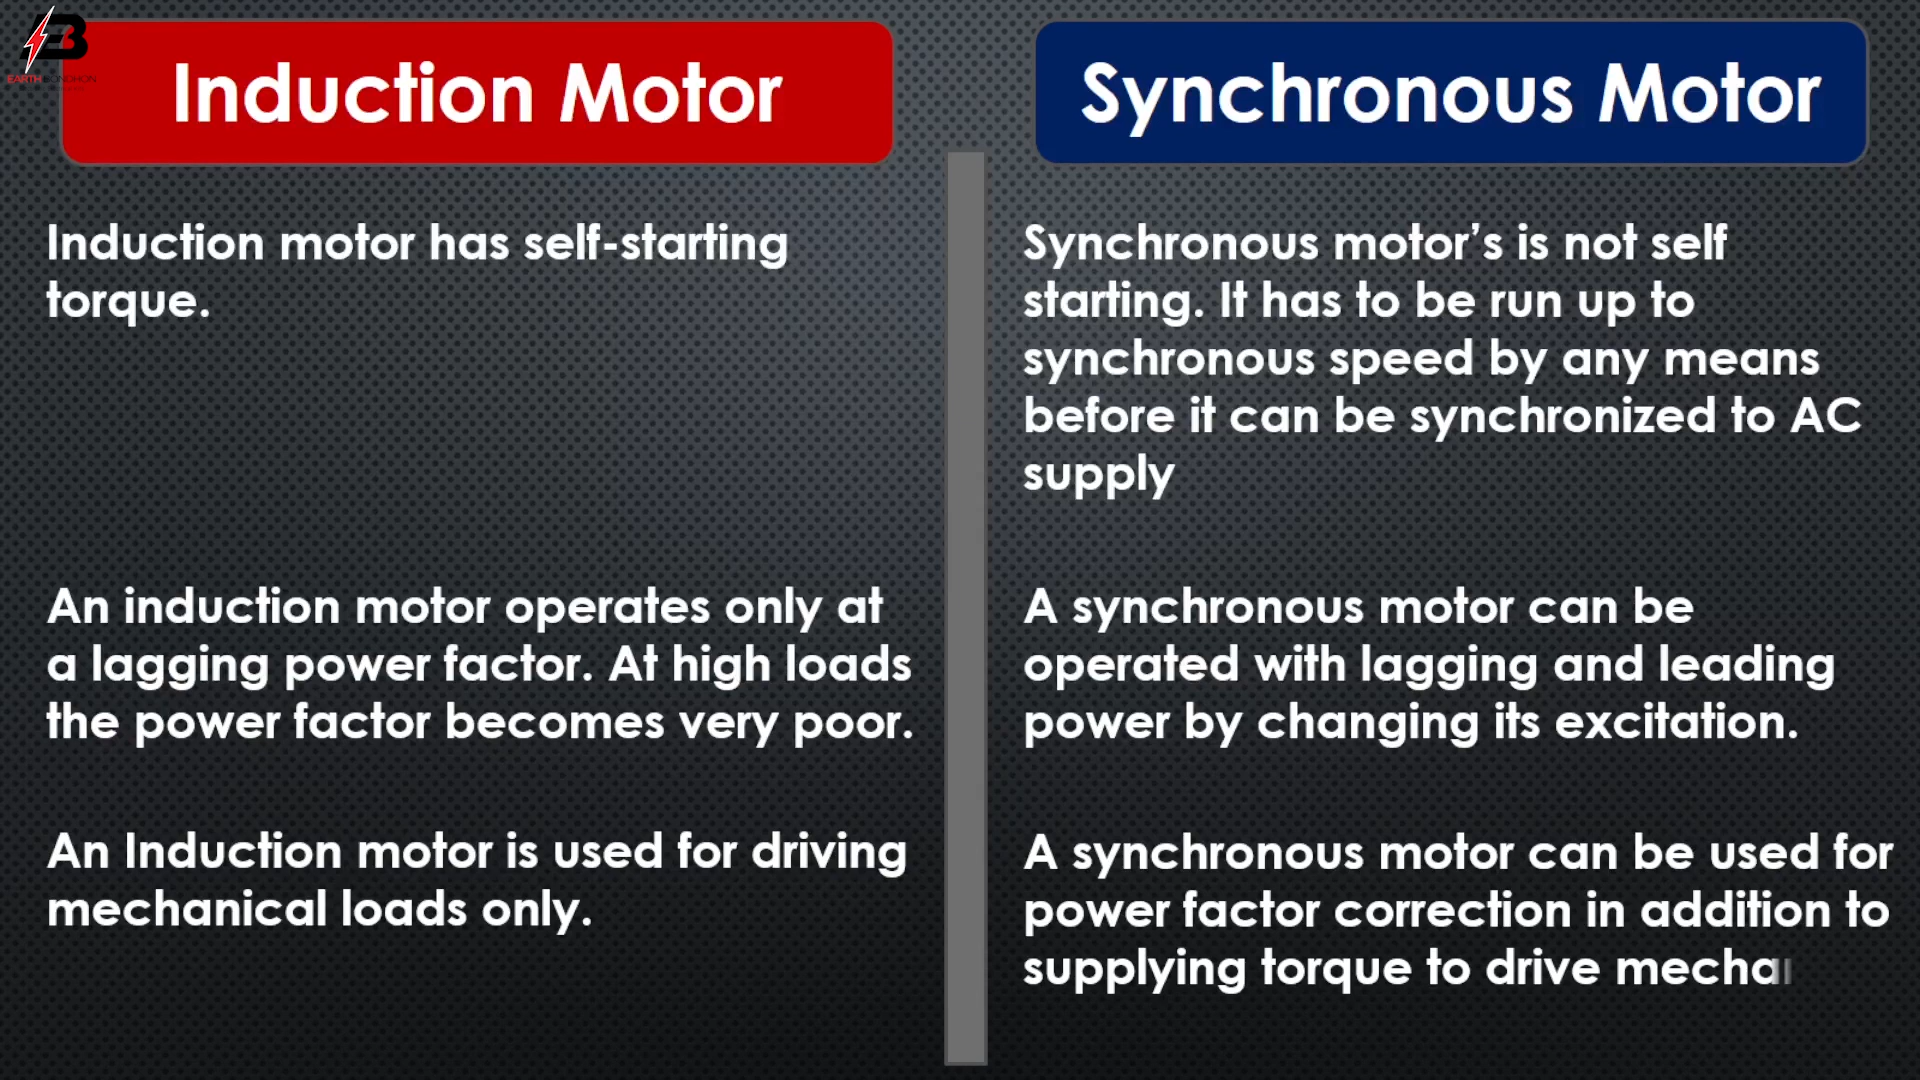 EARTH BONDHON
Induction Motor
Induction motor has self-starting
torque.
An induction motor operates only at
a lagging power factor. At high loads
the power factor becomes very poor.
An Induction motor is used for driving
mechanical loads only.
Synchronous Motor
Synchronous motor’s is not self
starting. It has to be run up to
synchronous speed by any means
before it can be synchronized to AC
supply
A synchronous motor can be
operated with lagging and leading
power by changing its excitation.
A synchronous motor can be used for
power factor correction in addition to
supplying torque to drive mecha